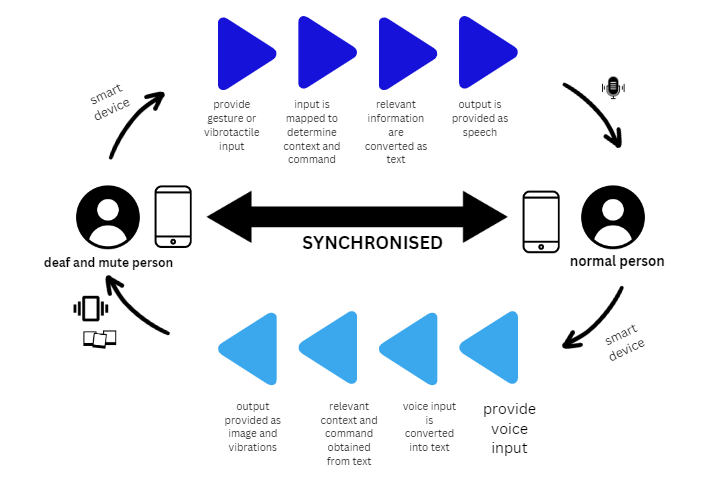 smart
device
provide
gesture or
vibrotactile
input
input is
mapped to
determine
context and
command
relevant
information
are
converted as
text
output is
provided as
speech
SYNCHRONISED
deaf and mute person
normal person
smart
device
output
provided as
image and
vibrations
relevant
context and
command
obtained
from text
voice input
is
converted
into text
provide
voice
input